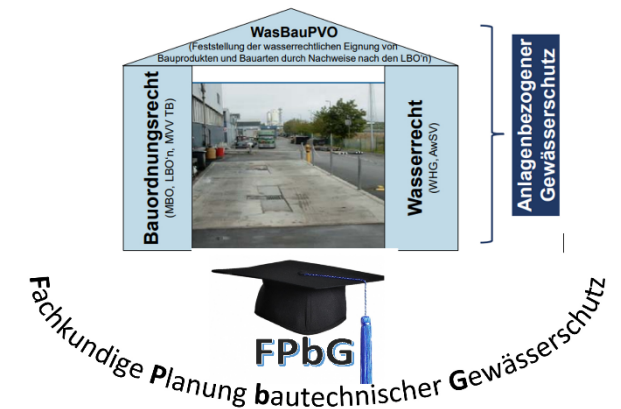 WasBauPVO
(Feststellung der wasserrechtlichen Eignung von
Bauprodukten und Bauarten durch Nachweise nach den LBO'n)
Bauordnungsrecht
(MBO, LBO'n, MVV TB)
Wasserrecht
(WHG, AwSV)
Anlagenbezogener
Gewässerschutz
FPbG
Fachkundige Planung bautechnischer Gewässerschutz